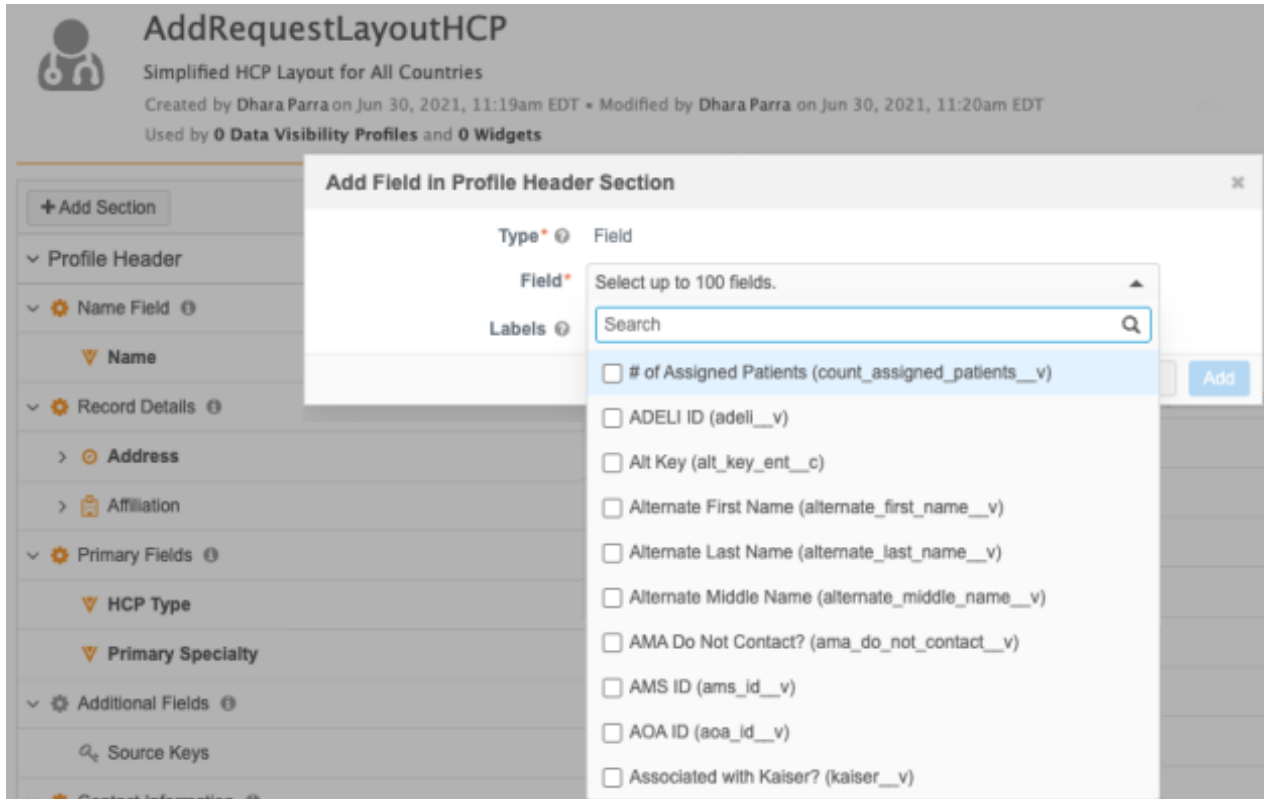 AddRequestLayoutHCP
Simplified HCP Layout for All Countries
Created by Dhara Parra on Jun 30, 2021, 11:19am EDT • Modified by Dhara Parra on Jun 30, 2021, 11:20am EDT
Used by 0 Data Visibility Profiles and 0 Widgets
+ Add Section
Profile Header
Name Field
Name
Record Details
Address
Affiliation
Primary Fields
HCP Type
Primary Specialty
Additional Fields
Source Keys
Contact Information
Add Field in Profile Header Section
Type* Field
Field* Select up to 100 fields.
Labels
Search
# of Assigned Patients (count_assigned_patients__v)
ADELI ID (adeli__v)
Alt Key (alt_key_ent__c)
Alternate First Name (alternate_first_name__v)
Alternate Last Name (alternate_last_name__v)
Alternate Middle Name (alternate_middle_name__v)
AMA Do Not Contact? (ama_do_not_contact__v)
AMS ID (ams_id__v)
AOA ID (aoa_id__v)
Associated with Kaiser? (kaiser__v)
Add